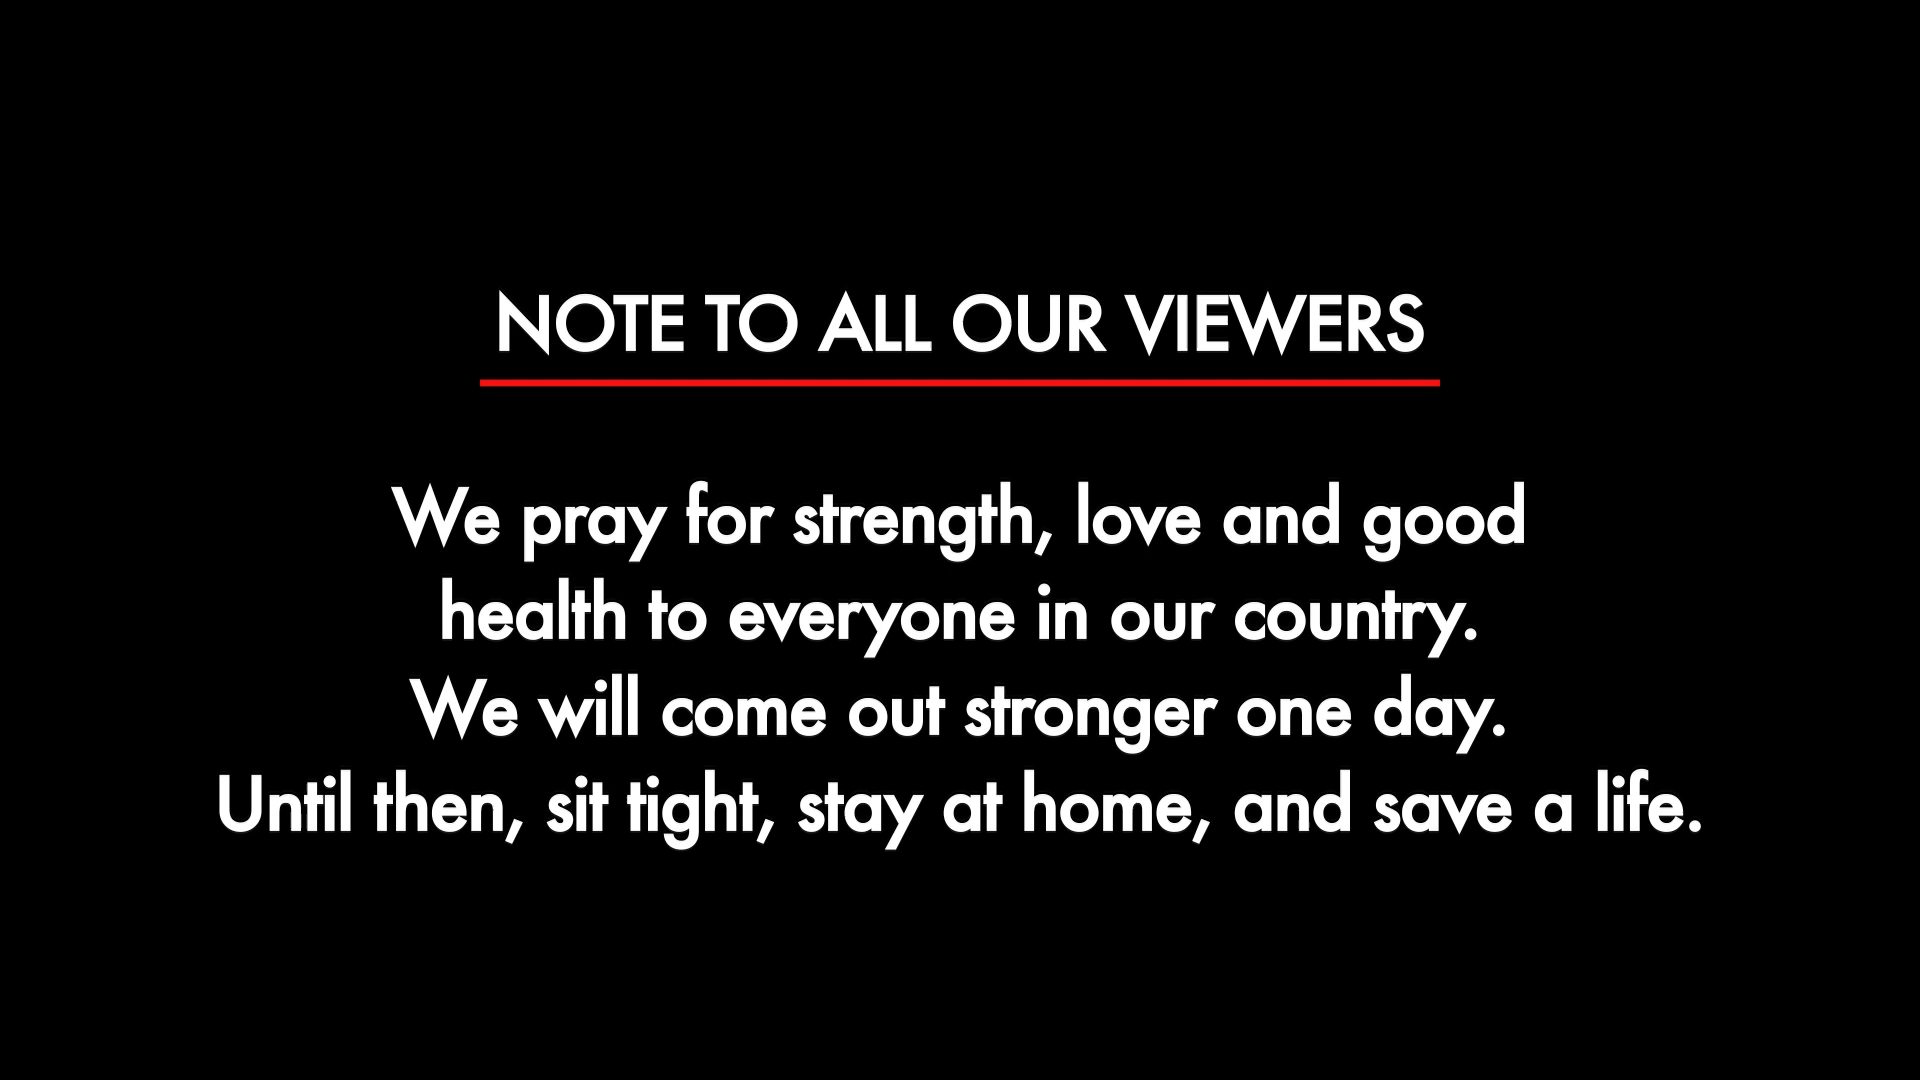 NOTE TO ALL OUR VIEWERS
We pray for strength, love and good
health to everyone in our country.
We will come out stronger one day.
Until then, sit tight, stay at home, and save a life.